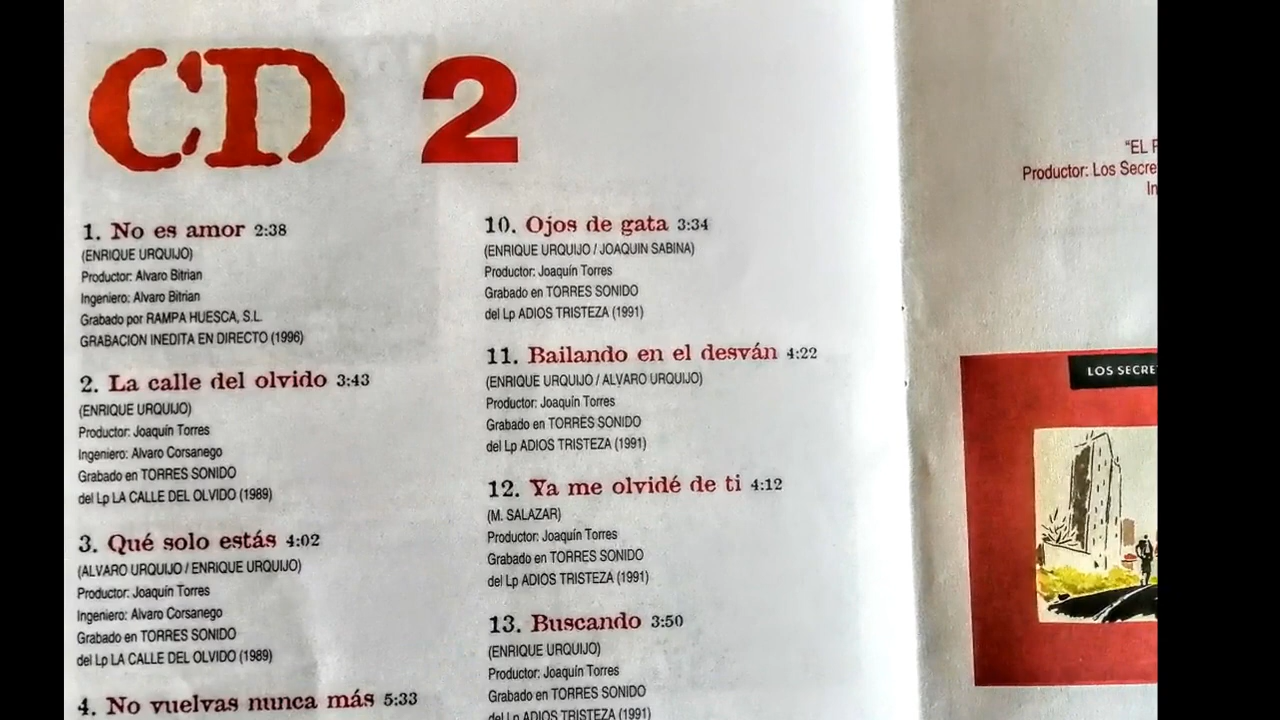 CD 2
1. No es amor 2:38
(ENRIQUE URQUIJO)
Productor: Alvaro Bitrian
Ingeniero: Alvaro Bitrian
Grabado por RAMPA HUESCA, S.L.
GRABACION INEDITA EN DIRECTO (1996)
2. La calle del olvido 3:43
(ENRIQUE URQUIJO)
Productor: Joaquín Torres
Ingeniero: Alvaro Corsanego
Grabado en TORRES SONIDO
del Lp LA CALLE DEL OLVIDO (1989)
3. Qué solo estás 4:02
(ALVARO URQUIJO / ENRIQUE URQUIJO)
Productor: Joaquín Torres
Ingeniero: Alvaro Corsanego
Grabado en TORRES SONIDO
del Lp LA CALLE DEL OLVIDO (1989)
4. No vuelvas nunca más 5:33
10. Ojos de gata 3:34
(ENRIQUE URQUIJO / JOAQUIN SABINA)
Productor: Joaquín Torres
Grabado en TORRES SONIDO
del Lp ADIOS TRISTEZA (1991)
11. Bailando en el desván 4:22
(ENRIQUE URQUIJO / ALVARO URQUIJO)
Productor: Joaquín Torres
Grabado en TORRES SONIDO
del Lp ADIOS TRISTEZA (1991)
12. Ya me olvidé de ti 4:12
(M. SALAZAR)
Productor: Joaquín Torres
Grabado en TORRES SONIDO
del Lp ADIOS TRISTEZA (1991)
13. Buscando 3:50
(ENRIQUE URQUIJO)
Productor: Joaquín Torres
Grabado en TORRES SONIDO
del Lp ADIOS TRISTEZA (1991)
"EL
Productor: Los Secre
In
LOS SECRE